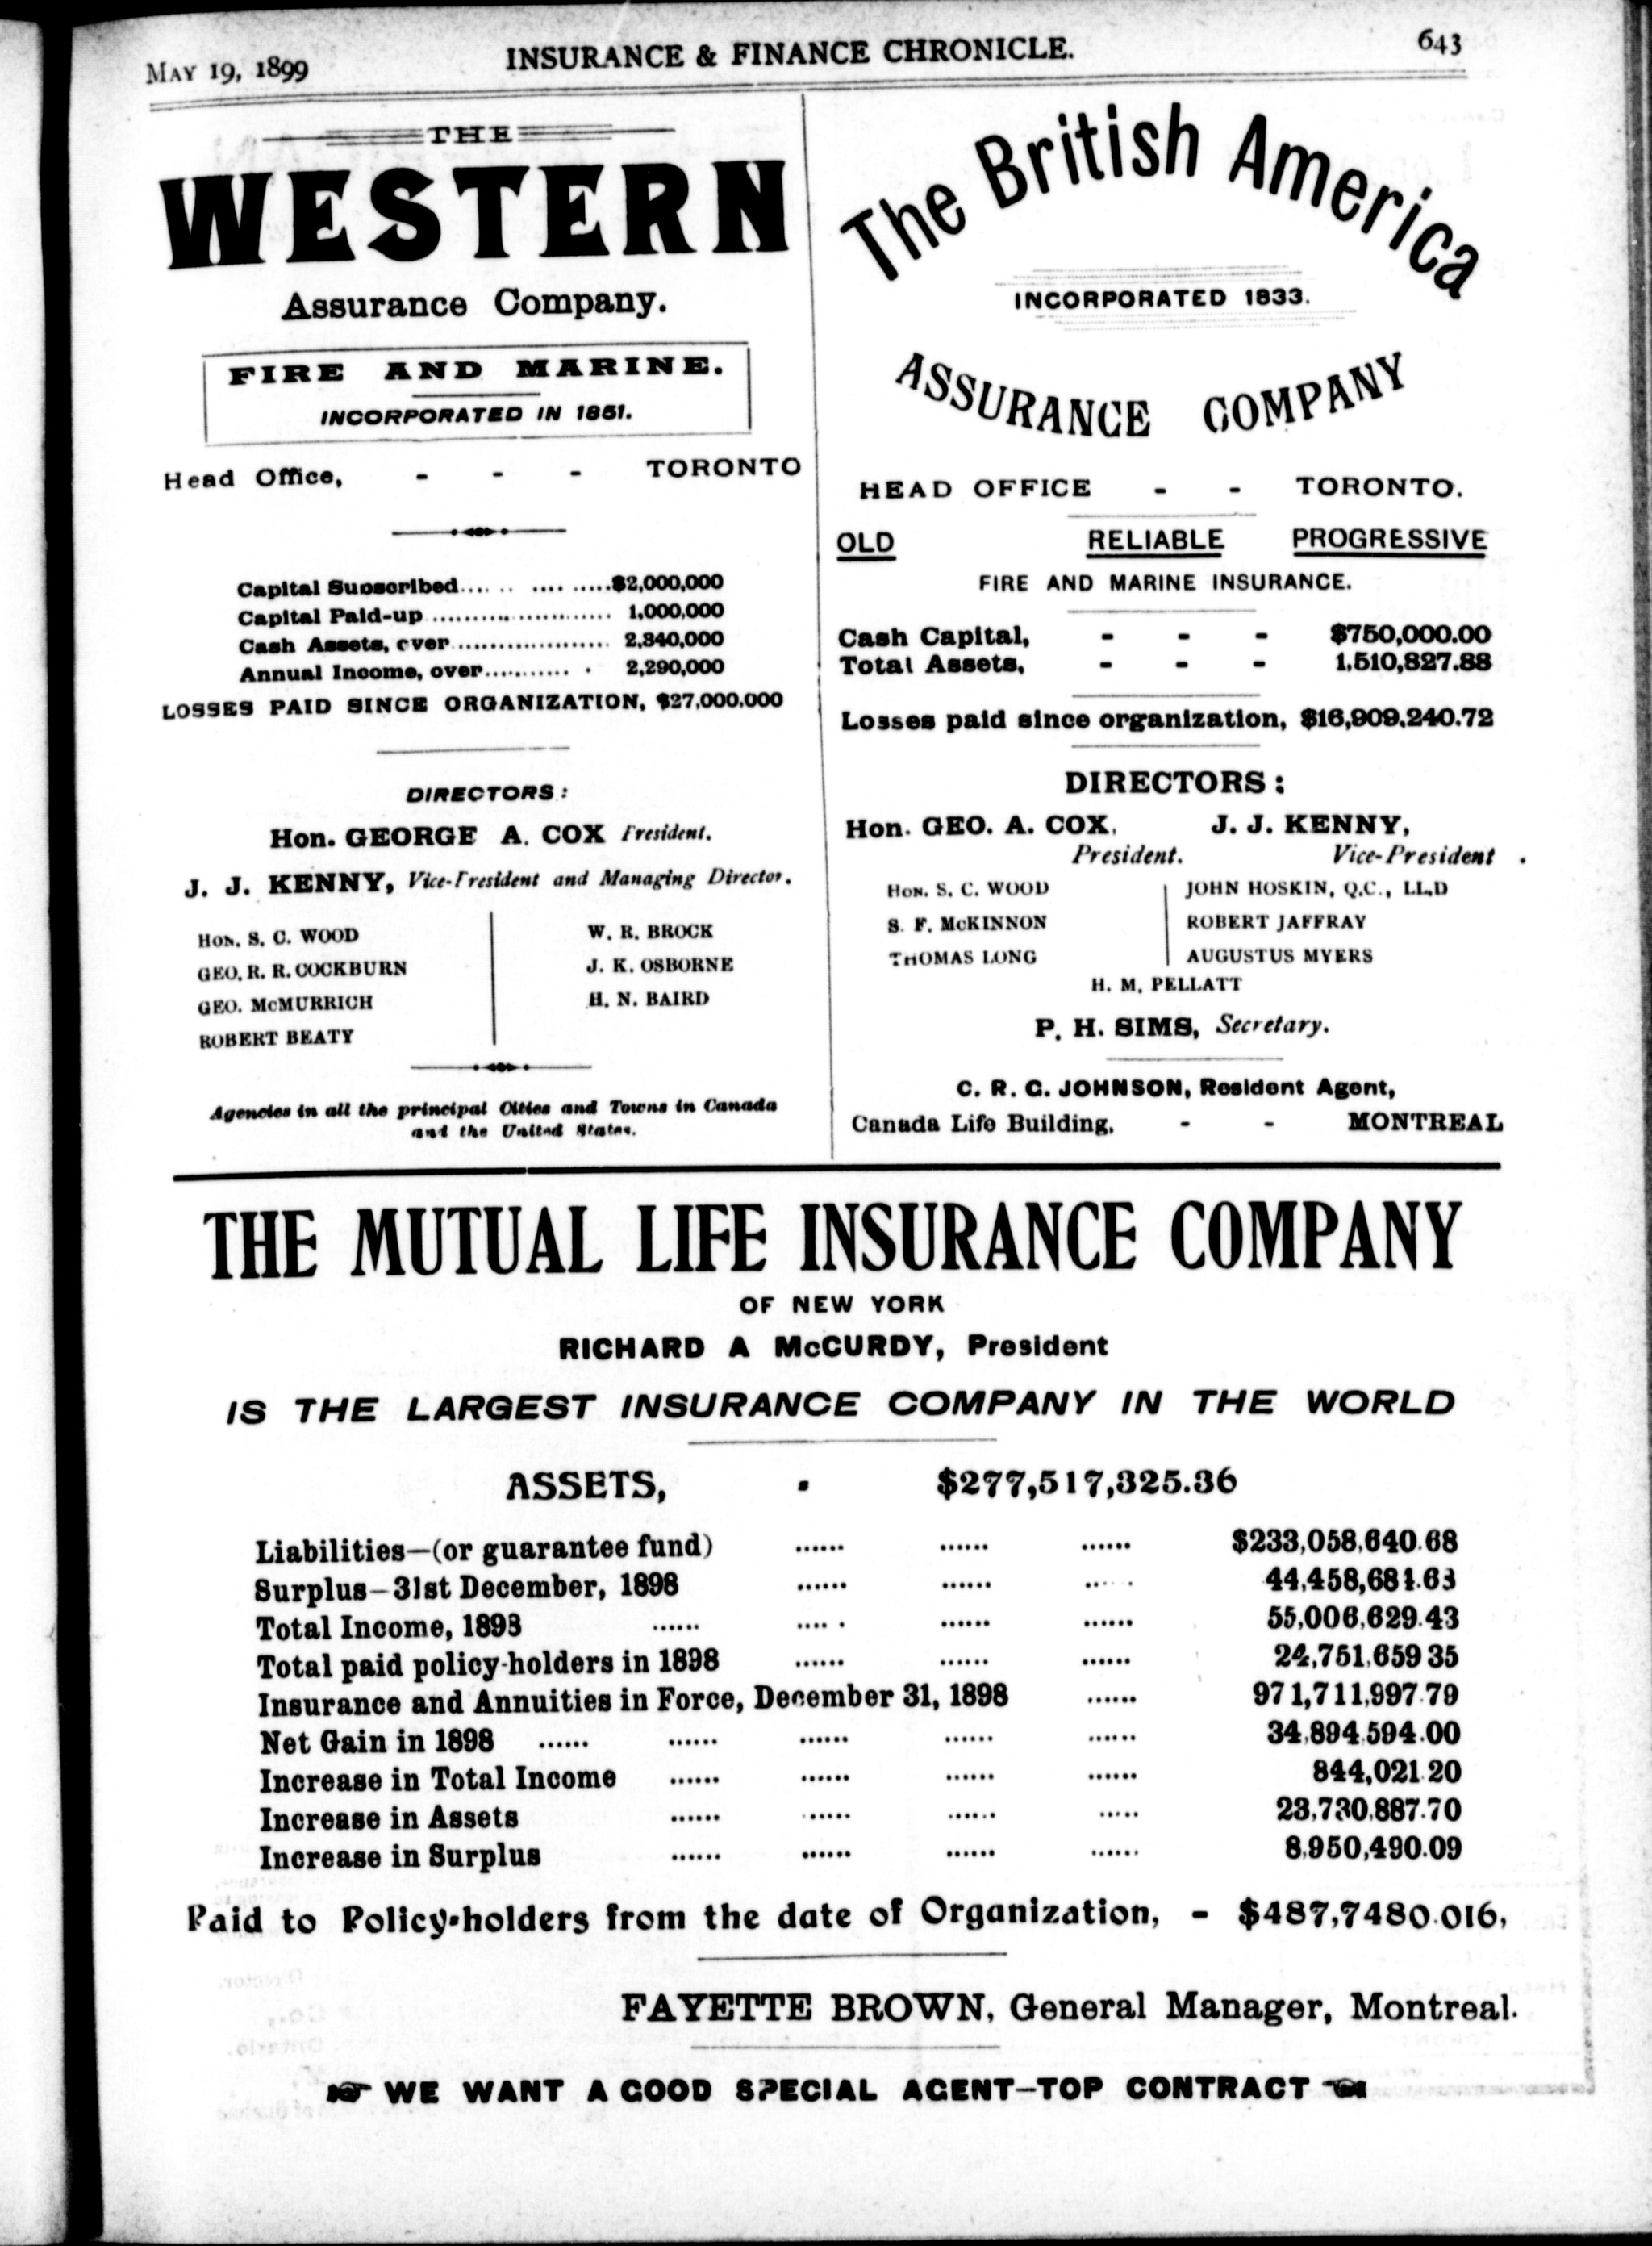 MAY 19, 1899 INSURANCE & FINANCE CHRONICLE. 643
THE
WESTERN
Assurance Company.
FIRE AND MARINE.
INCORPORATED IN 1851.
Head Office, - - - TORONTO
Capital Suoscribed.... .. .... .....$2,000,000
Capital Paid-up ........................ 1,000,000
Cash Assets, over .................... 2,340,000
Annual Income, over........... . 2,290,000
LOSSES PAID SINCE ORGANIZATION, $27,000,000
DIRECTORS :
Hon. GEORGE A. COX President.
J. J. KENNY, Vice-President and Managing Director.
HON. S. C. WOOD
GEO. R. R. COCKBURN
GEO. McMURRICH
ROBERT BEATY
W. R. BROCK
J. K. OSBORNE
H. N. BAIRD
Agencies in all the principal Cities and Towns in Canada
and the United States.
The British America
INCORPORATED 1833.
ASSURANCE COMPANY
HEAD OFFICE - - TORONTO.
OLD RELIABLE PROGRESSIVE
FIRE AND MARINE INSURANCE.
Cash Capital, - - - $750,000.00
Total Assets, - - - 1,510,827.88
Losses paid since organization, $16,909,240.72
DIRECTORS :
Hon. GEO. A. COX, J. J. KENNY,
President. Vice-President .
HON. S. C. WOOD
S. F. McKINNON
THOMAS LONG
JOHN HOSKIN, Q.C., LL.D
ROBERT JAFFRAY
AUGUSTUS MYERS
H. M. PELLATT
P. H. SIMS, Secretary.
C. R. G. JOHNSON, Resident Agent,
Canada Life Building, - - MONTREAL
THE MUTUAL LIFE INSURANCE COMPANY
OF NEW YORK
RICHARD A McCURDY, President
IS THE LARGEST INSURANCE COMPANY IN THE WORLD
ASSETS, - $277,517,325.36
Liabilities—(or guarantee fund) ...... ...... ...... $233,058,640.68
Surplus—31st December, 1898 ...... ...... ...... 44,458,684.63
Total Income, 1898 ...... ...... ...... ...... 55,006,629.43
Total paid policy-holders in 1898 ...... ...... ...... 24,751,659 35
Insurance and Annuities in Force, December 31, 1898 ...... 971,711,997.79
Net Gain in 1898 ...... ...... ...... ...... ...... 34,894,594.00
Increase in Total Income ...... ...... ...... ...... 844,021.20
Increase in Assets ...... ...... ...... ..... 23,730,887.70
Increase in Surplus ...... ...... ...... ...... 8,950,490.09
Paid to Policy-holders from the date of Organization, - $487,7480.016,
FAYETTE BROWN, General Manager, Montreal.
☞ WE WANT A GOOD SPECIAL AGENT—TOP CONTRACT ☜